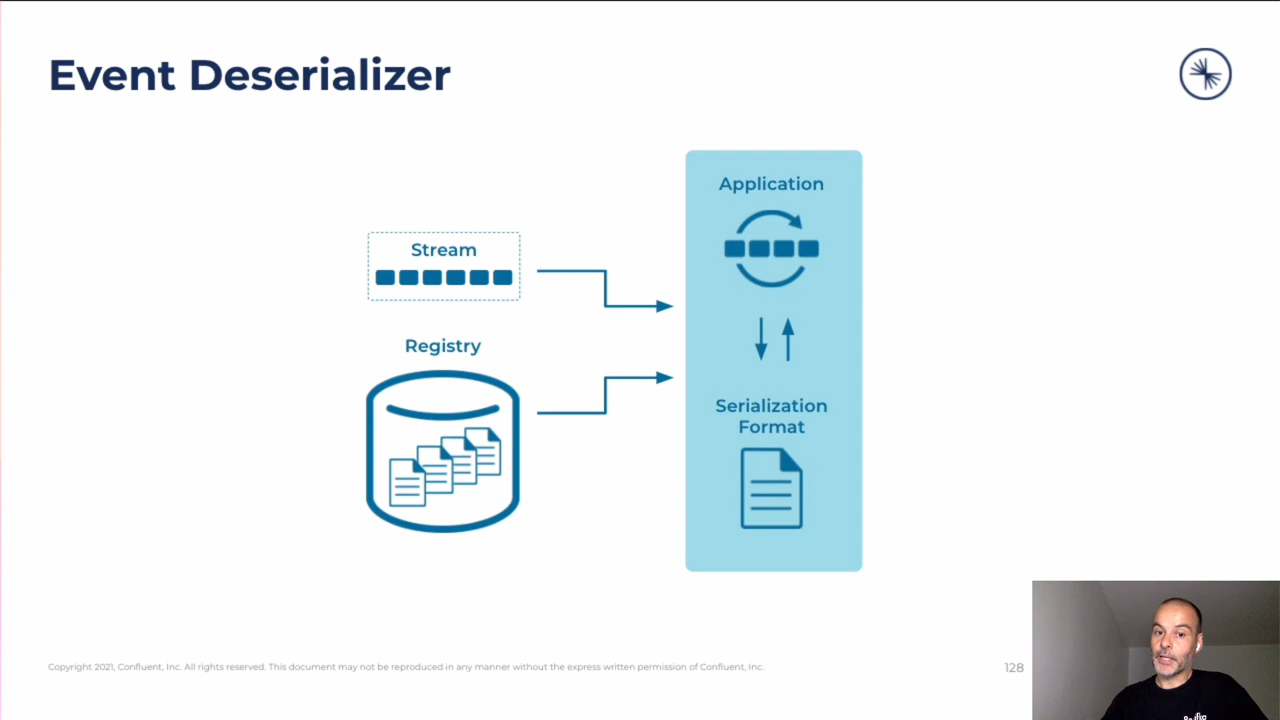 Event Deserializer
Application
Stream
Registry
Serialization
Format
Copyright 2021, Confluent, Inc. All rights reserved. This document may not be reproduced in any manner without the express written permission of Confluent, Inc.
128